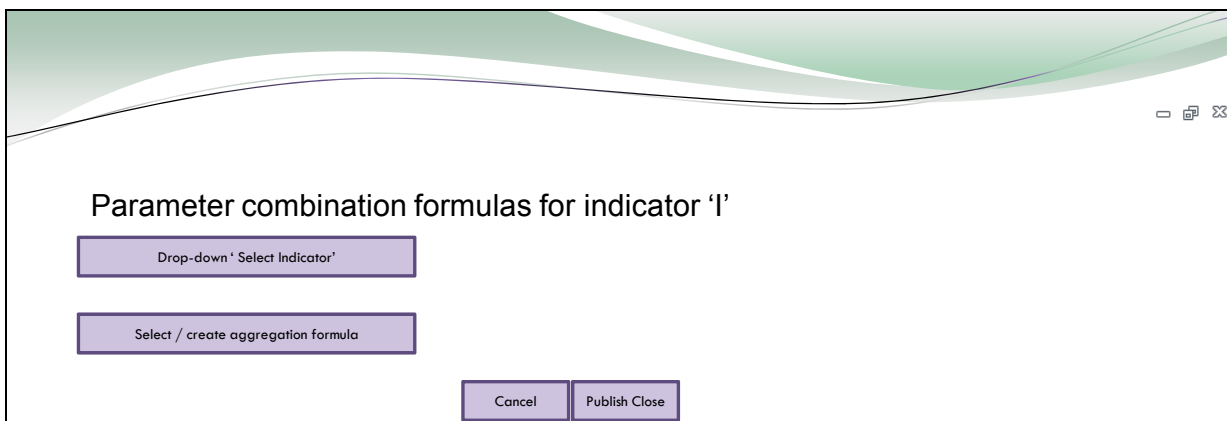 Parameter combination formulas for indicator ‘I’
Drop-down ‘ Select Indicator’
Select / create aggregation formula
Cancel
Publish Close